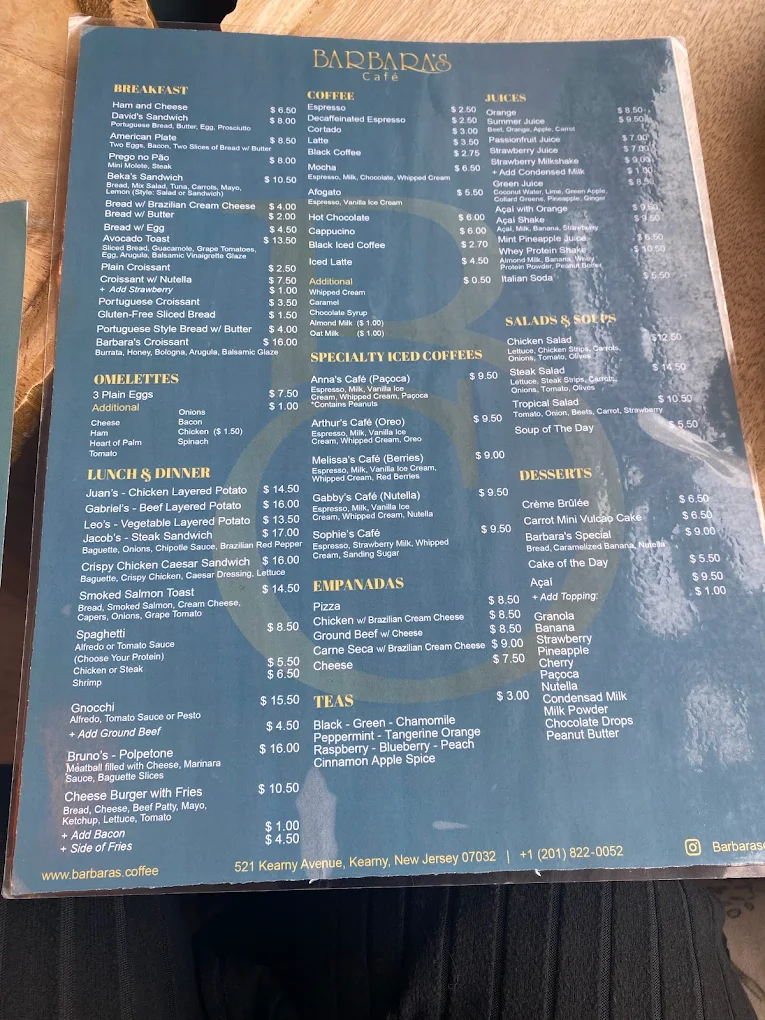 BARBARA'S
Café
BREAKFAST
Ham and Cheese $ 6.50
David's Sandwich $ 8.00
Portuguese Bread, Butter, Egg, Prosciutto
American Plate $ 8.50
Two Eggs, Bacon, Two Slices of Bread w/ Butter
Prego no Pão $ 8.00
Mini Molete, Steak
Beka's Sandwich $ 10.50
Bread, Mix Salad, Tuna, Carrots, Mayo,
Lemon (Style: Salad or Sandwich)
Bread w/ Brazilian Cream Cheese $ 4.00
Bread w/ Butter $ 2.00
Bread w/ Egg $ 4.50
Avocado Toast $ 13.50
Sliced Bread, Guacamole, Grape Tomatoes,
Egg, Arugula, Balsamic Vinaigrette Glaze
Plain Croissant $ 2.50
Croissant w/ Nutella $ 7.50
+ Add Strawberry $ 1.00
Portuguese Croissant $ 3.50
Gluten-Free Sliced Bread $ 1.50
Portuguese Style Bread w/ Butter $ 4.00
Barbara's Croissant $ 16.00
Burrata, Honey, Bologna, Arugula, Balsamic Glaze
OMELETTES
3 Plain Eggs $ 7.50
Additional $ 1.00
Cheese
Ham
Heart of Palm
Tomato
Onions
Bacon
Chicken ($ 1.50)
Spinach
LUNCH & DINNER
Juan's - Chicken Layered Potato $ 14.50
Gabriel's - Beef Layered Potato $ 16.00
Leo's - Vegetable Layered Potato $ 13.50
Jacob's - Steak Sandwich $ 17.00
Baguette, Onions, Chipotle Sauce, Brazilian Red Pepper
Crispy Chicken Caesar Sandwich $ 16.00
Baguette, Crispy Chicken, Caesar Dressing, Lettuce
Smoked Salmon Toast $ 14.50
Bread, Smoked Salmon, Cream Cheese,
Capers, Onions, Grape Tomato
Spaghetti $ 8.50
Alfredo or Tomato Sauce
(Choose Your Protein)
Chicken or Steak $ 5.50
Shrimp $ 6.50
Gnocchi $ 15.50
Alfredo, Tomato Sauce or Pesto
+ Add Ground Beef $ 4.50
Bruno's - Polpetone $ 16.00
Meatball filled with Cheese, Marinara
Sauce, Baguette Slices
Cheese Burger with Fries $ 10.50
Bread, Cheese, Beef Patty, Mayo,
Ketchup, Lettuce, Tomato
+ Add Bacon $ 1.00
+ Side of Fries $ 4.50
COFFEE
Espresso $ 2.50
Decaffeinated Espresso $ 2.50
Cortado $ 3.00
Latte $ 3.50
Black Coffee $ 2.75
Mocha $ 6.50
Espresso, Milk, Chocolate, Whipped Cream
Afogato $ 5.50
Espresso, Vanilla Ice Cream
Hot Chocolate $ 6.00
Cappucino $ 6.00
Black Iced Coffee $ 2.70
Iced Latte $ 4.50
Additional $ 0.50
Whipped Cream
Caramel
Chocolate Syrup
Almond Milk ($ 1.00)
Oat Milk ($ 1.00)
SPECIALTY ICED COFFEES
Anna's Café (Paçoca) $ 9.50
Espresso, Milk, Vanilla Ice
Cream, Whipped Cream, Paçoca
*Contains Peanuts
Arthur's Café (Oreo) $ 9.50
Espresso, Milk, Vanilla Ice
Cream, Whipped Cream, Oreo
Melissa's Café (Berries) $ 9.00
Espresso, Milk, Vanilla Ice Cream,
Whipped Cream, Red Berries
Gabby's Café (Nutella) $ 9.50
Espresso, Milk, Vanilla Ice
Cream, Whipped Cream, Nutella
Sophie's Café $ 9.50
Espresso, Strawberry Milk, Whipped
Cream, Sanding Sugar
EMPANADAS
Pizza $ 8.50
Chicken w/ Brazilian Cream Cheese $ 8.50
Ground Beef w/ Cheese $ 8.50
Carne Seca w/ Brazilian Cream Cheese $ 9.00
Cheese $ 7.50
TEAS $ 3.00
Black - Green - Chamomile
Peppermint - Tangerine Orange
Raspberry - Blueberry - Peach
Cinnamon Apple Spice
JUICES
Orange $ 8.50
Summer Juice $ 9.50
Beet, Orange, Apple, Carrot
Passionfruit Juice $ 7.00
Strawberry Juice $ 7.00
Strawberry Milkshake $ 9.00
+ Add Condensed Milk $ 1.00
Green Juice $ 8.50
Coconut Water, Lime, Green Apple,
Collard Greens, Pineapple, Ginger
Açai with Orange $ 9.50
Açai Shake $ 9.50
Açai, Milk, Banana, Strawberry
Mint Pineapple Juice $ 6.50
Whey Protein Shake $ 10.50
Almond Milk, Banana, Whey
Protein Powder, Peanut Butter
Italian Soda $ 5.50
SALADS & SOUPS
Chicken Salad $12.50
Lettuce, Chicken Strips, Carrots,
Onions, Tomato, Olives
Steak Salad $ 14.50
Lettuce, Steak Strips, Carrots,
Onions, Tomato, Olives
Tropical Salad $ 10.50
Tomato, Onion, Beets, Carrot, Strawberry
Soup of The Day $ 5.50
DESSERTS
Crème Brûlée $ 6.50
Carrot Mini Vulcao Cake $ 6.50
Barbara's Special $ 9.00
Bread, Caramelized Banana, Nutella
Cake of the Day $ 5.50
Açai $ 9.50
+ Add Topping: $ 1.00
Granola
Banana
Strawberry
Pineapple
Cherry
Paçoca
Nutella
Condensad Milk
Milk Powder
Chocolate Drops
Peanut Butter
www.barbaras.coffee
521 Kearny Avenue, Kearny, New Jersey 07032 | +1 (201) 822-0052